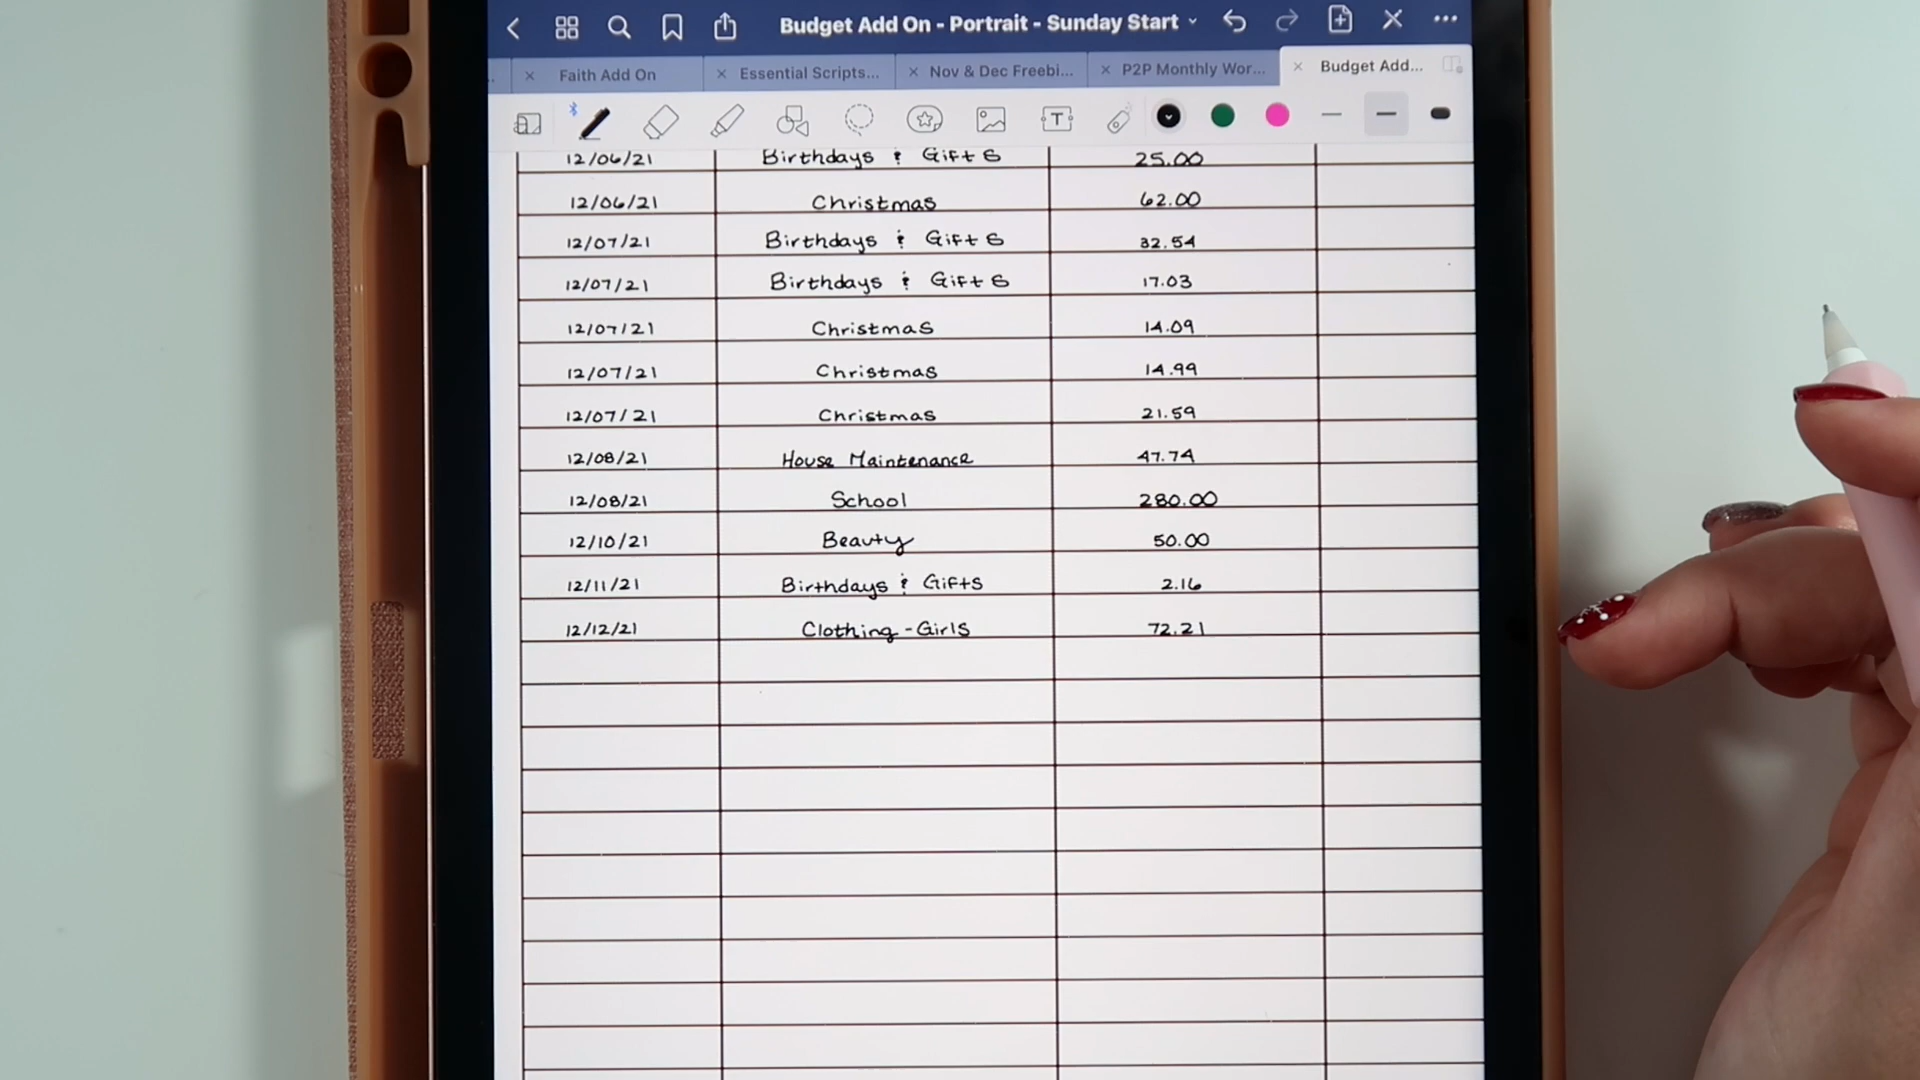 Budget Add On - Portrait - Sunday Start
Faith Add On
Essential Scripts...
Nov & Dec Freebi...
P2P Monthly Wor...
Budget Add...
12/06/21 Birthdays & Gifts 25.00
12/06/21 Christmas 62.00
12/07/21 Birthdays & Gifts 32.54
12/07/21 Birthdays & Gifts 17.03
12/07/21 Christmas 14.09
12/07/21 Christmas 14.99
12/07/21 Christmas 21.59
12/08/21 House Maintenance 47.74
12/08/21 School 280.00
12/10/21 Beauty 50.00
12/11/21 Birthdays & Gifts 2.16
12/12/21 Clothing - Girls 72.21